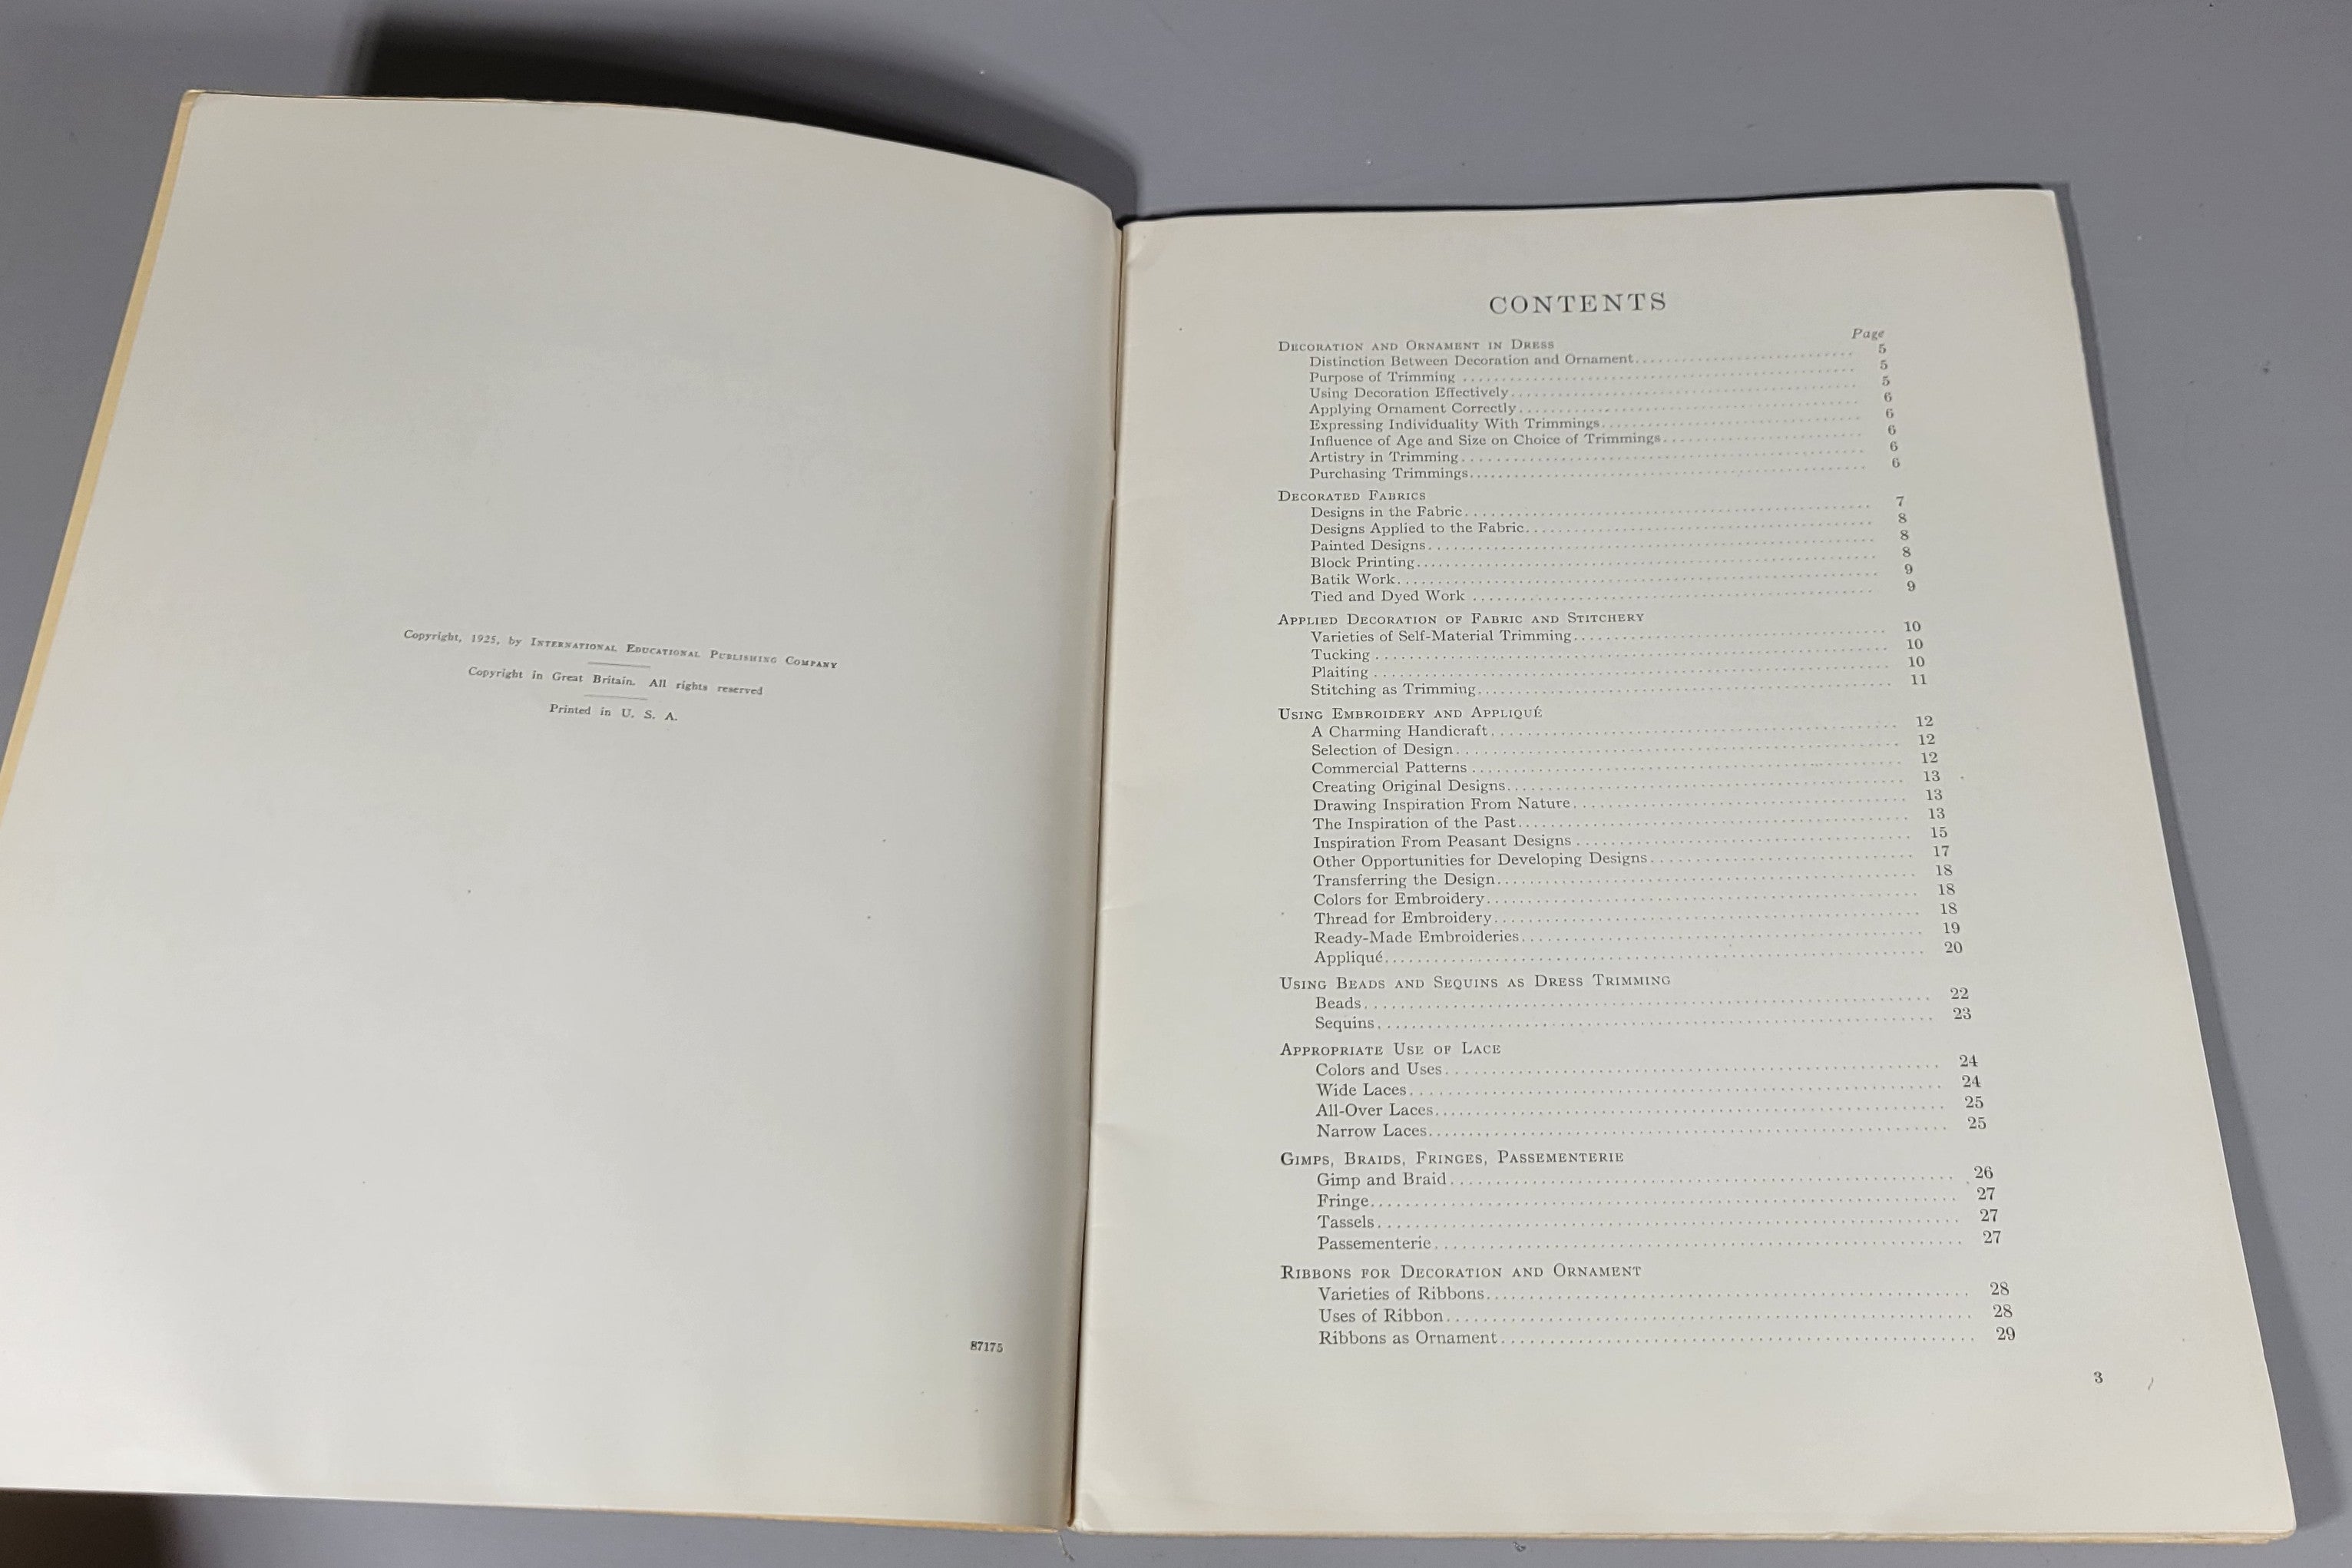 Copyright, 1925, by INTERNATIONAL EDUCATIONAL PUBLISHING COMPANY
Copyright in Great Britain. All rights reserved
Printed in U. S. A.
87175
CONTENTS
Page
DECORATION AND ORNAMENT IN DRESS
Distinction Between Decoration and Ornament 5
Purpose of Trimming 5
Using Decoration Effectively 5
Applying Ornament Correctly 6
Expressing Individuality With Trimmings 6
Influence of Age and Size on Choice of Trimmings 6
Artistry in Trimming 6
Purchasing Trimmings 6
DECORATED FABRICS
Designs in the Fabric 7
Designs Applied to the Fabric 8
Painted Designs 8
Block Printing 8
Batik Work 9
Tied and Dyed Work 9
APPLIED DECORATION OF FABRIC AND STITCHERY
Varieties of Self-Material Trimming 10
Tucking 10
Plaiting 10
Stitching as Trimming 11
USING EMBROIDERY AND APPLIQUÉ
A Charming Handicraft 12
Selection of Design 12
Commercial Patterns 12
Creating Original Designs 13
Drawing Inspiration From Nature 13
The Inspiration of the Past 13
Inspiration From Peasant Designs 15
Other Opportunities for Developing Designs 17
Transferring the Design 18
Colors for Embroidery 18
Thread for Embroidery 18
Ready-Made Embroideries 19
Appliqué 20
USING BEADS AND SEQUINS AS DRESS TRIMMING
Beads 22
Sequins 23
APPROPRIATE USE OF LACE
Colors and Uses 24
Wide Laces 24
All-Over Laces 25
Narrow Laces 25
GIMPS, BRAIDS, FRINGES, PASSEMENTERIE
Gimp and Braid 26
Fringe 27
Tassels 27
Passementerie 27
RIBBONS FOR DECORATION AND ORNAMENT
Varieties of Ribbons 28
Uses of Ribbon 28
Ribbons as Ornament 29
3